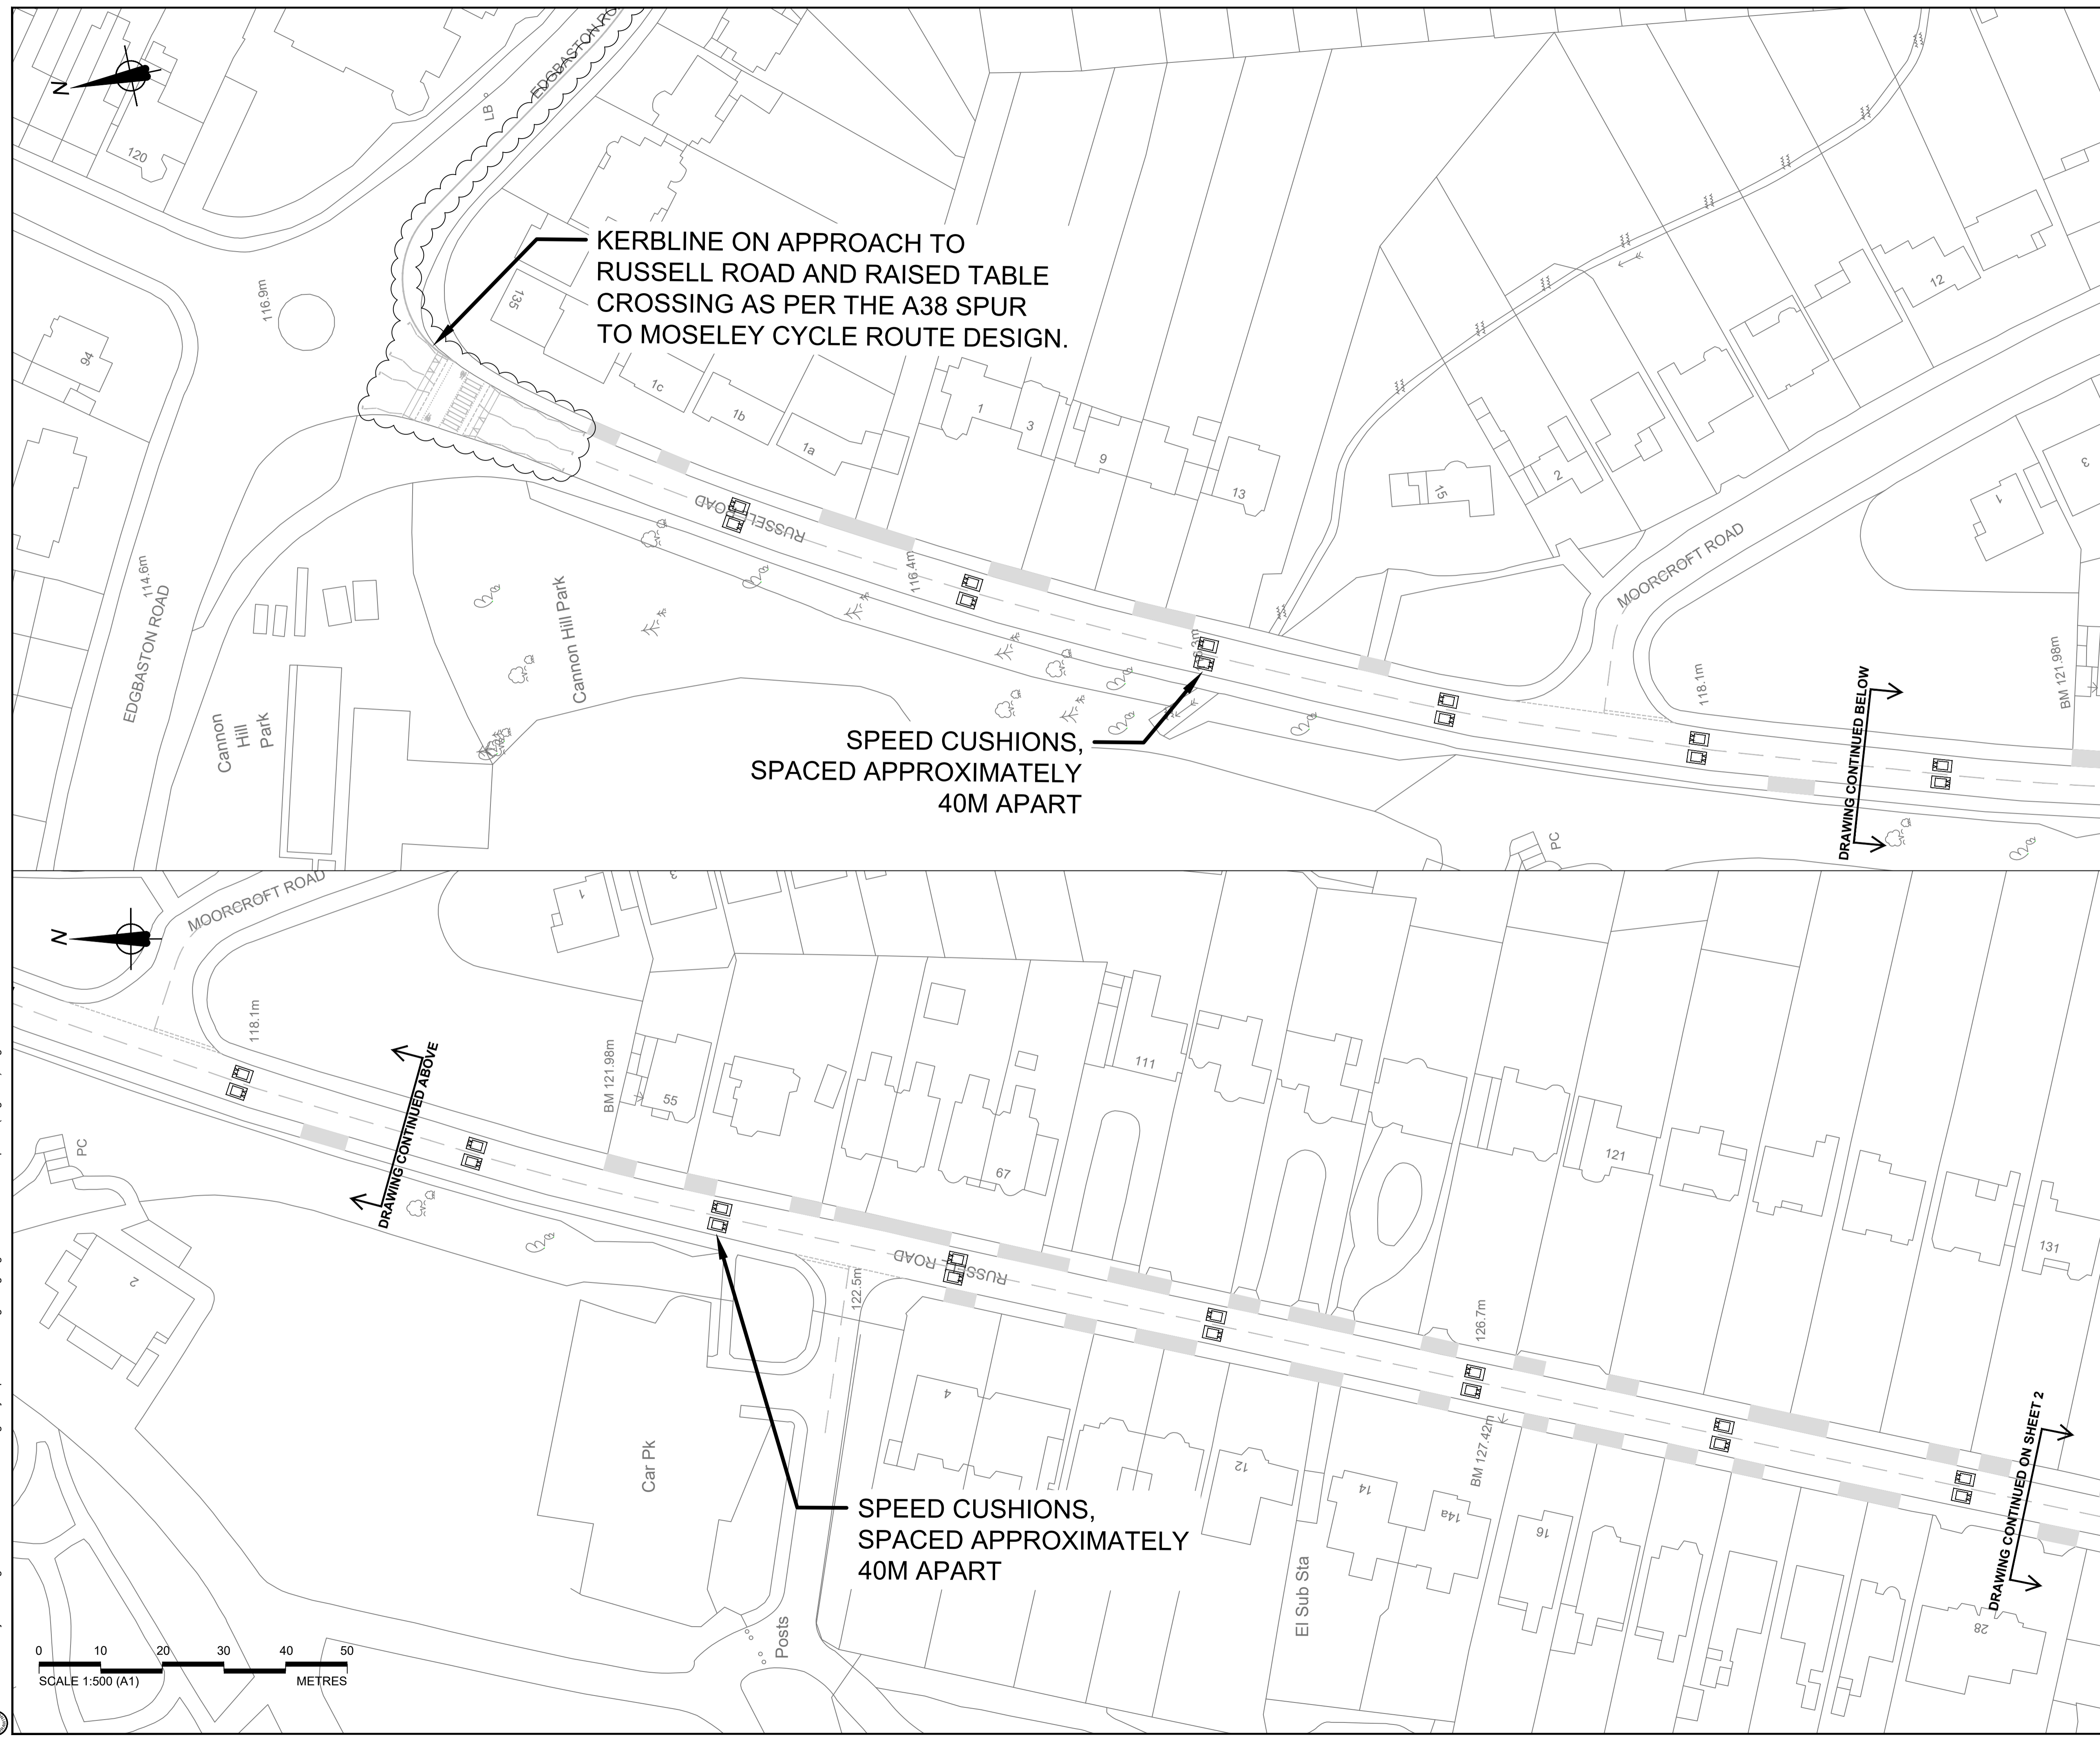 EDGBASTON RO
LB
N
120
KERBLINE ON APPROACH TO
RUSSELL ROAD AND RAISED TABLE
CROSSING AS PER THE A38 SPUR
TO MOSELEY CYCLE ROUTE DESIGN.
116.9m
135
12
94
1c
1b
1a
1
3
9
13
15
2
1
3
RUSSELL ROAD
116.4m
MOORCROFT ROAD
114.6m
EDGBASTON ROAD
Cannon Hill Park
Cannon
Hill
Park
118.1m
BM 121.98m
SPEED CUSHIONS,
SPACED APPROXIMATELY
40M APART
DRAWING CONTINUED BELOW
PC
MOORCROFT ROAD
N
1
3
118.1m
DRAWING CONTINUED ABOVE
BM 121.98m
55
67
111
121
131
PC
2
RUSSELL ROAD
122.5m
126.7m
4
12
14
14a
16
28
BM 127.42m
Car Pk
SPEED CUSHIONS,
SPACED APPROXIMATELY
40M APART
El Sub Sta
Posts
DRAWING CONTINUED ON SHEET 2
0 10 20 30 40 50
SCALE 1:500 (A1) METRES